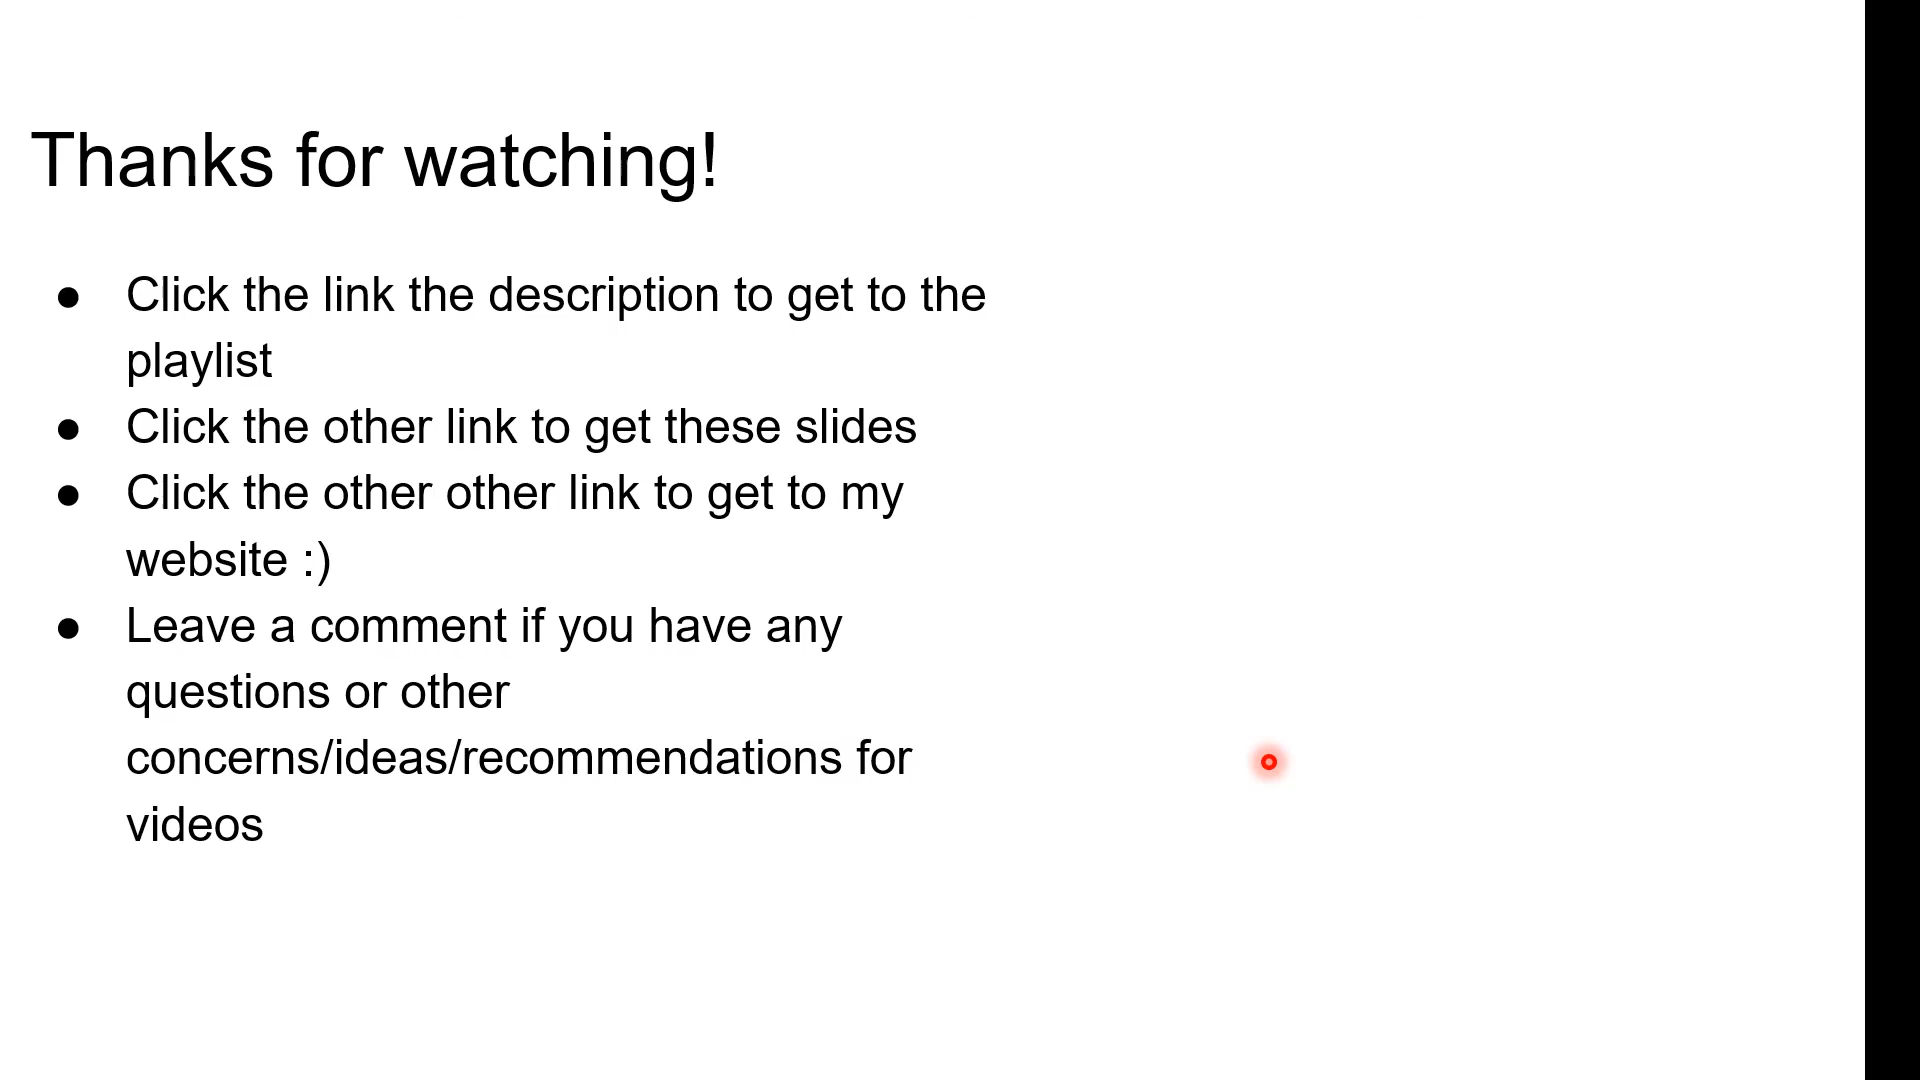 Thanks for watching!
● Click the link the description to get to the
playlist
● Click the other link to get these slides
● Click the other other link to get to my
website :)
● Leave a comment if you have any
questions or other
concerns/ideas/recommendations for
videos